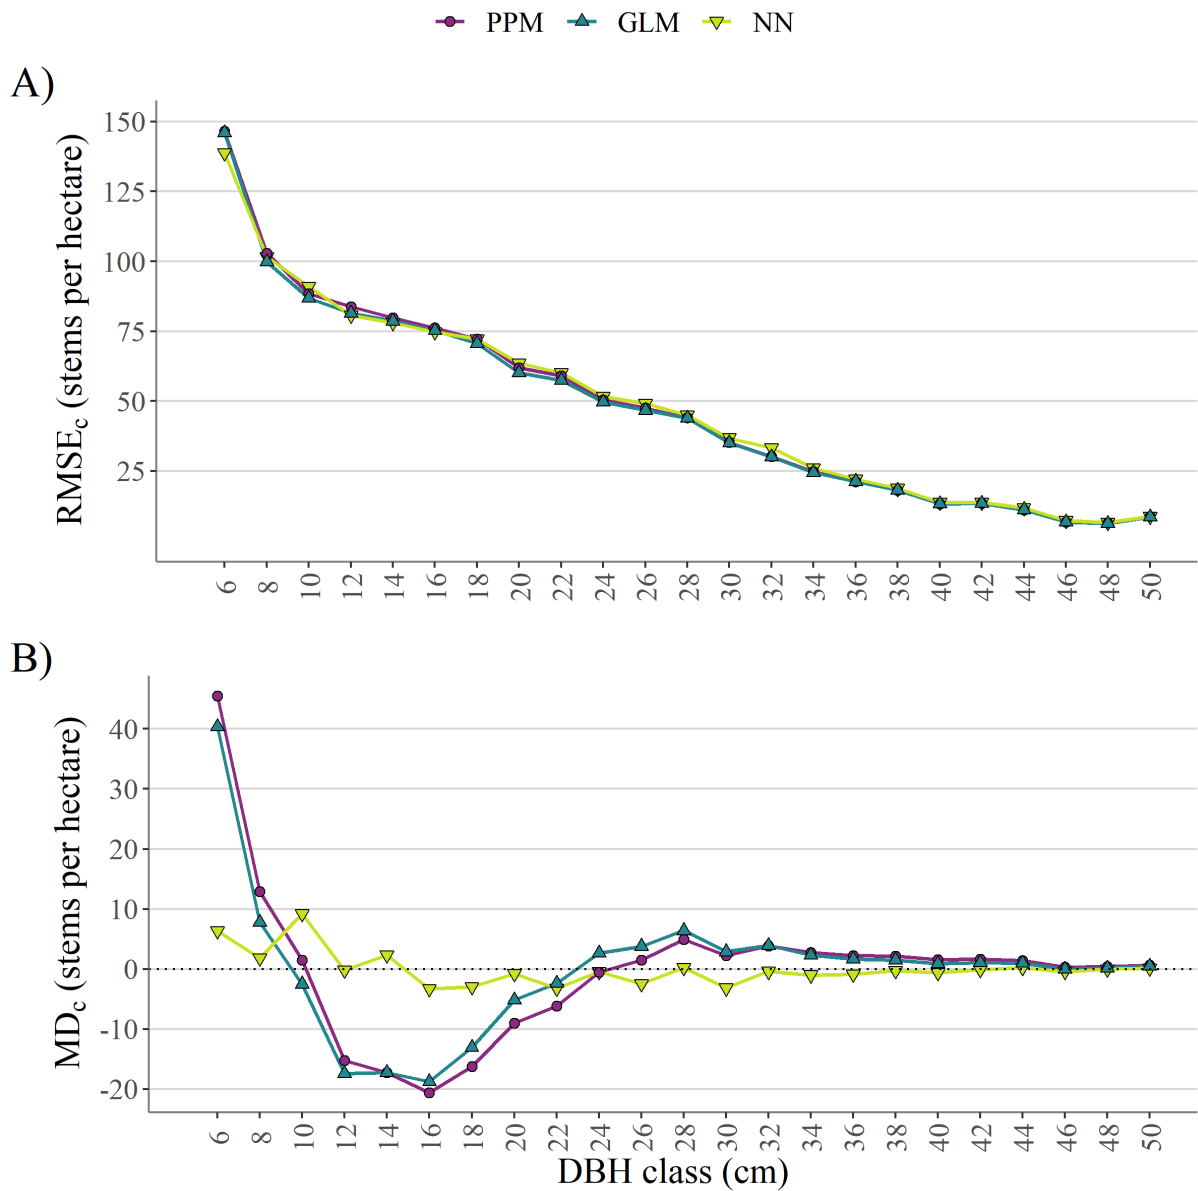 PPM GLM NN
A)
RMSEc (stems per hectare)
150
125
100
75
50
25
6 8 10 12 14 16 18 20 22 24 26 28 30 32 34 36 38 40 42 44 46 48 50
B)
MDc (stems per hectare)
40
30
20
10
0
-10
-20
6 8 10 12 14 16 18 20 22 24 26 28 30 32 34 36 38 40 42 44 46 48 50
DBH class (cm)